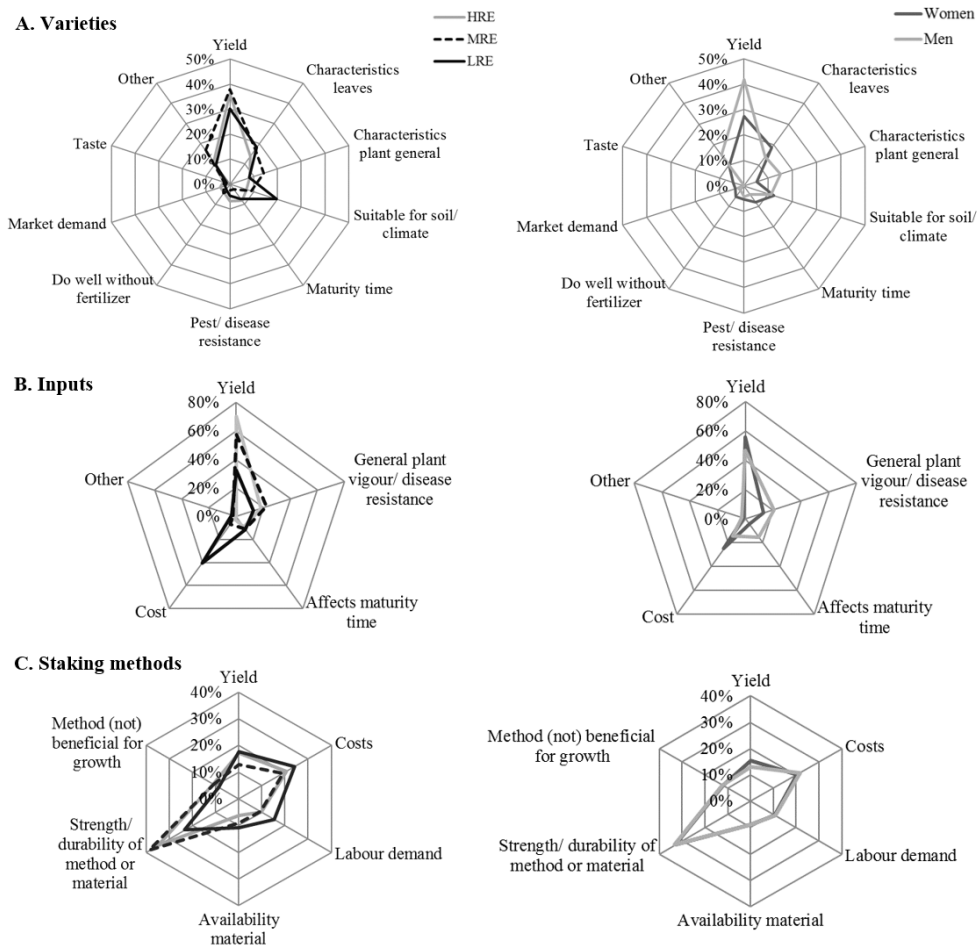 A. Varieties
HRE
MRE
LRE
Yield
50%
40%
30%
20%
10%
0%
Characteristics
leaves
Characteristics
plant general
Suitable for soil/
climate
Maturity time
Pest/ disease
resistance
Do well without
fertilizer
Market demand
Taste
Other
Women
Men
Yield
50%
40%
30%
20%
10%
0%
Characteristics
leaves
Characteristics
plant general
Suitable for soil/
climate
Maturity time
Pest/ disease
resistance
Do well without
fertilizer
Market demand
Taste
Other
B. Inputs
Yield
80%
60%
40%
20%
0%
General plant
vigour/ disease
resistance
Affects maturity
time
Cost
Other
Yield
80%
60%
40%
20%
0%
General plant
vigour/ disease
resistance
Affects maturity
time
Cost
Other
C. Staking methods
Yield
40%
30%
20%
10%
0%
Costs
Labour demand
Availability
material
Strength/
durability of
method or
material
Method (not)
beneficial for
growth
Yield
40%
30%
20%
10%
0%
Costs
Labour demand
Availability material
Strength/ durability of
method or material
Method (not) beneficial
for growth